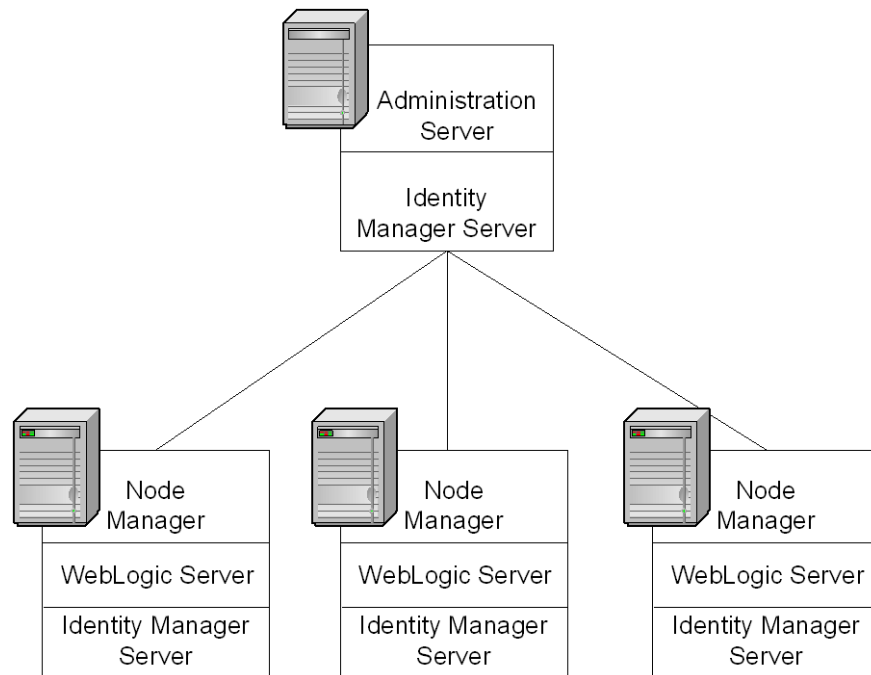 Administration
Server
Identity
Manager Server
Node
Manager
WebLogic Server
Identity Manager
Server
Node
Manager
WebLogic Server
Identity Manager
Server
Node
Manager
WebLogic Server
Identity Manager
Server